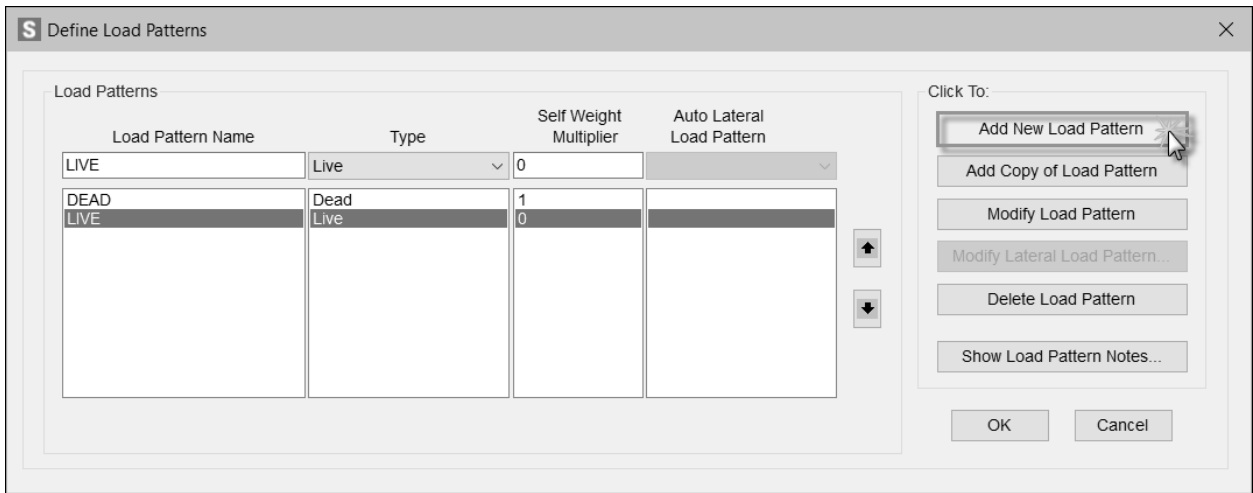 S Define Load Patterns
Load Patterns
Click To:
Load Pattern Name
Type
Self Weight
Multiplier
Auto Lateral
Load Pattern
LIVE Live 0
DEAD Dead 1
LIVE Live 0
Add New Load Pattern
Add Copy of Load Pattern
Modify Load Pattern
Modify Lateral Load Pattern...
Delete Load Pattern
Show Load Pattern Notes...
OK Cancel